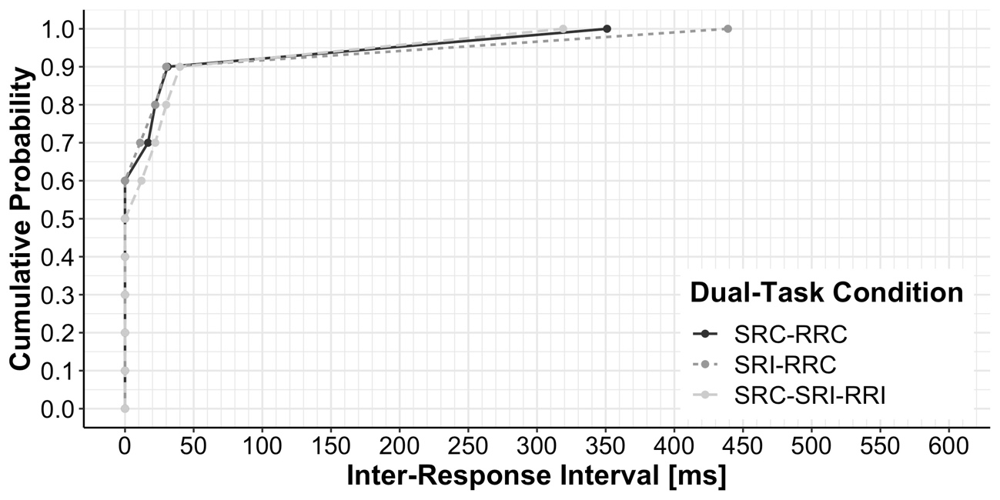 1.0
0.9
0.8
0.7
0.6
0.5
0.4
0.3
0.2
0.1
0.0
Cumulative Probability
Dual-Task Condition
SRC-RRC
SRI-RRC
SRC-SRI-RRI
0 50 100 150 200 250 300 350 400 450 500 550 600
Inter-Response Interval [ms]